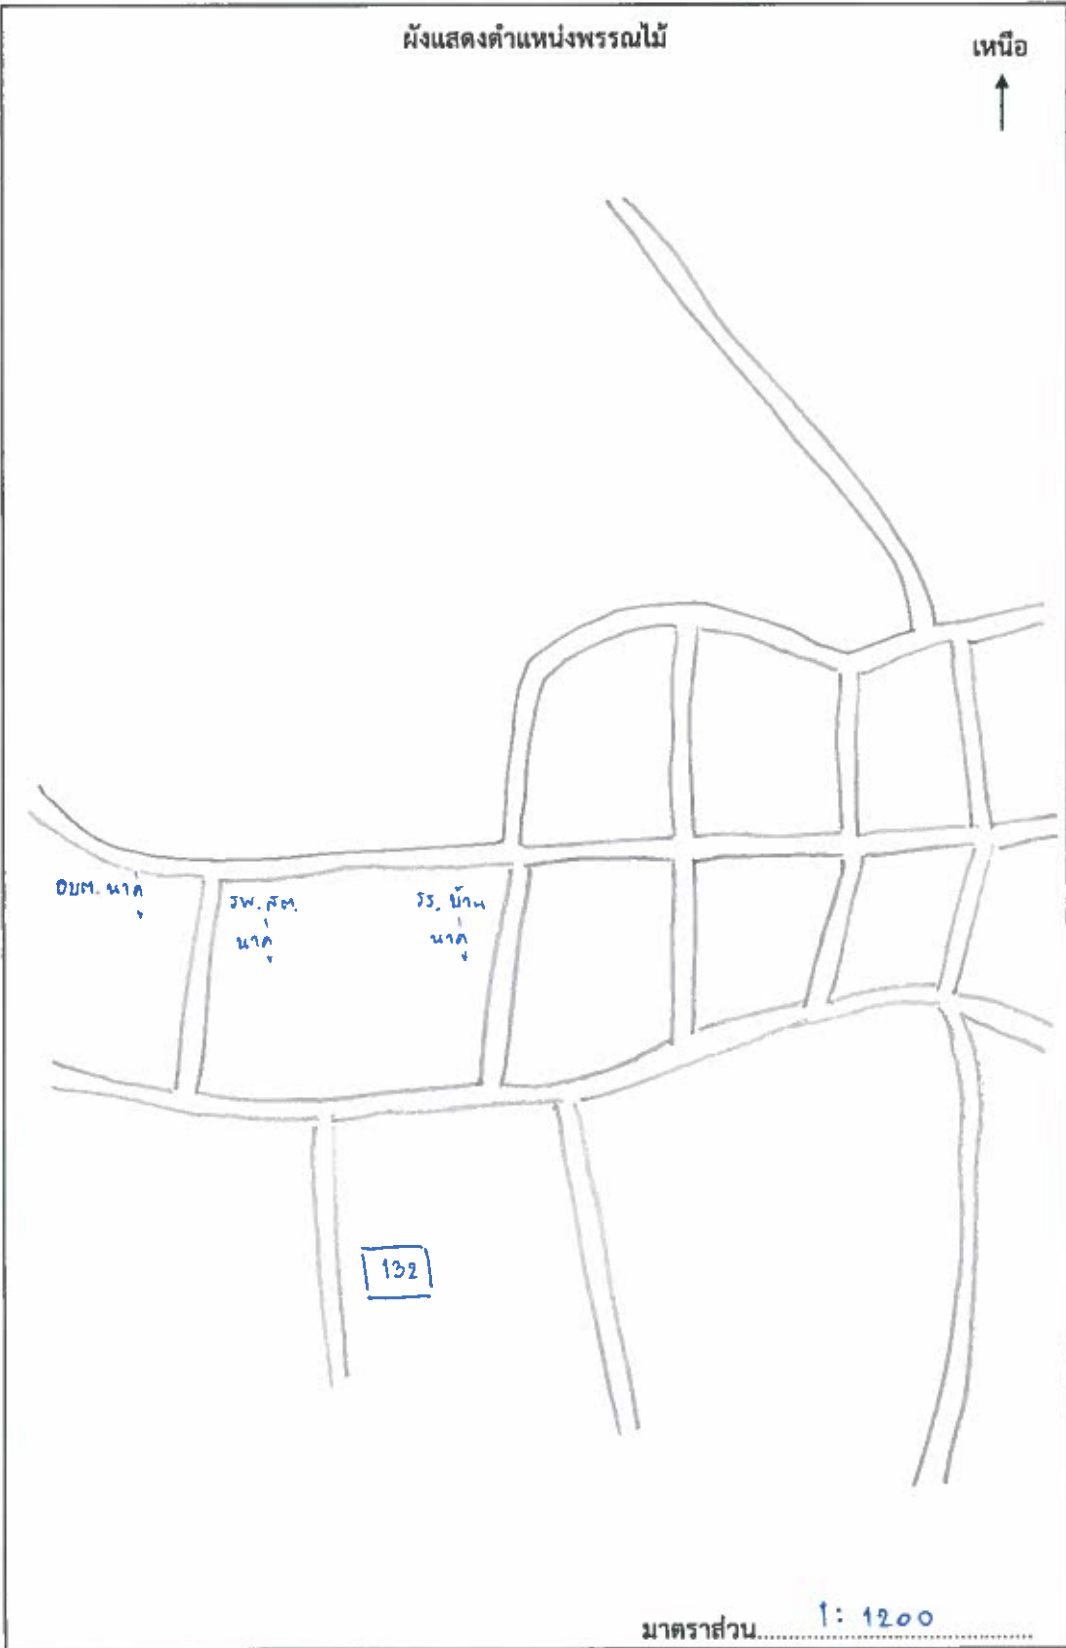 ผังแสดงตำแหน่งพรรณไม้
เหนือ
อบต. นาคู่
รพ.สต.
นาคู่
รร. บ้าน
นาคู่
132
มาตราส่วน.......... 1: 1200 ..........